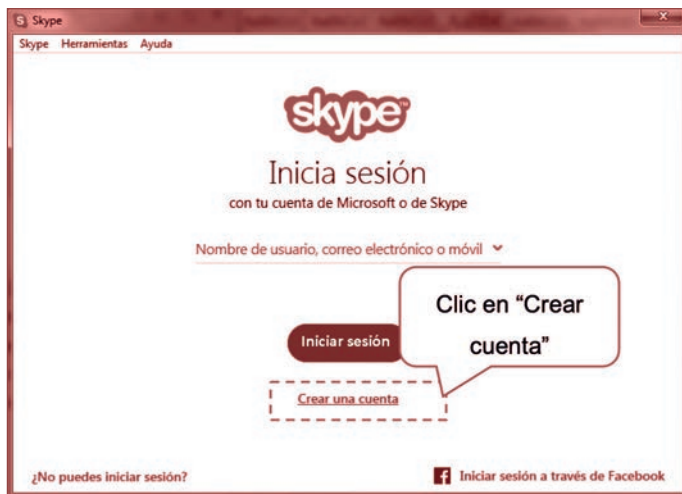 Skype
Skype Herramientas Ayuda
skype™
Inicia sesión
con tu cuenta de Microsoft o de Skype
Nombre de usuario, correo electrónico o móvil
Clic en “Crear
cuenta”
Iniciar sesión
Crear una cuenta
¿No puedes iniciar sesión?
Iniciar sesión a través de Facebook